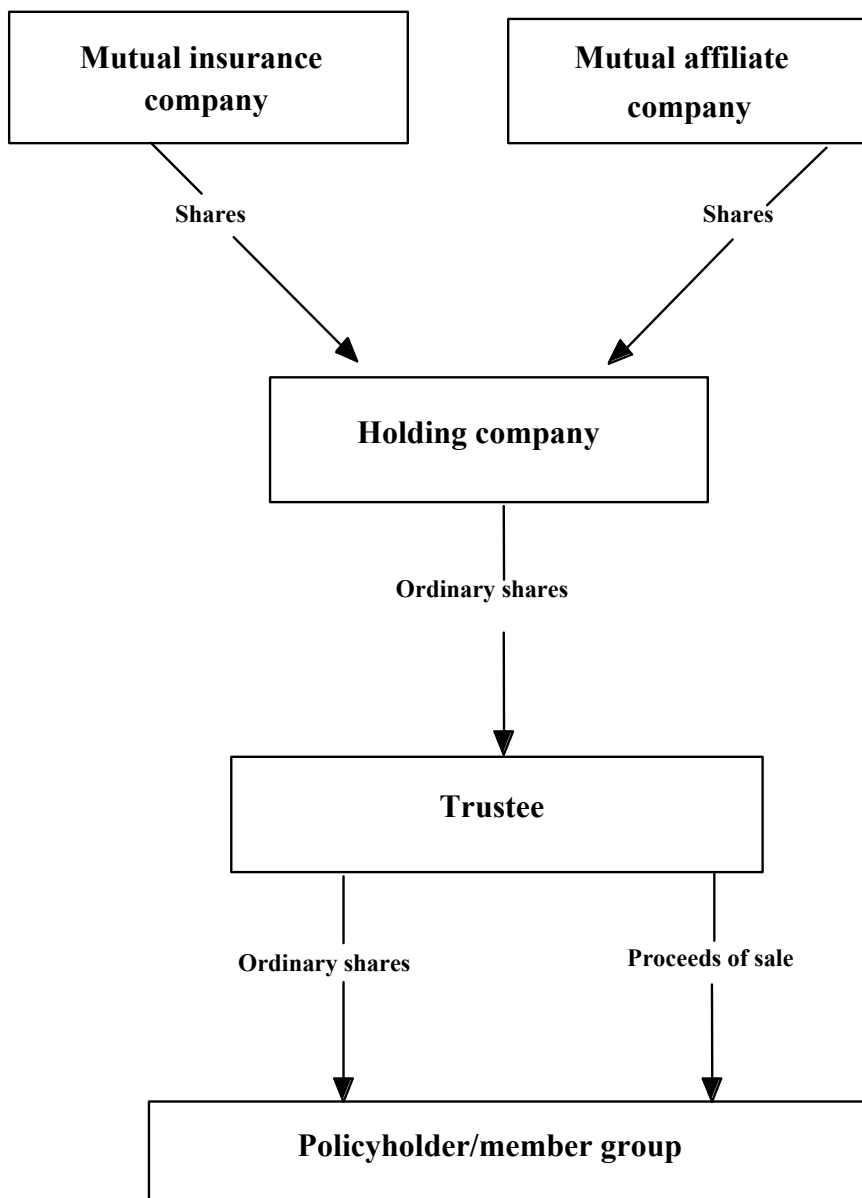 Mutual insurance
company
Mutual affiliate
company
Shares
Shares
Holding company
Ordinary shares
Trustee
Ordinary shares
Proceeds of sale
Policyholder/member group